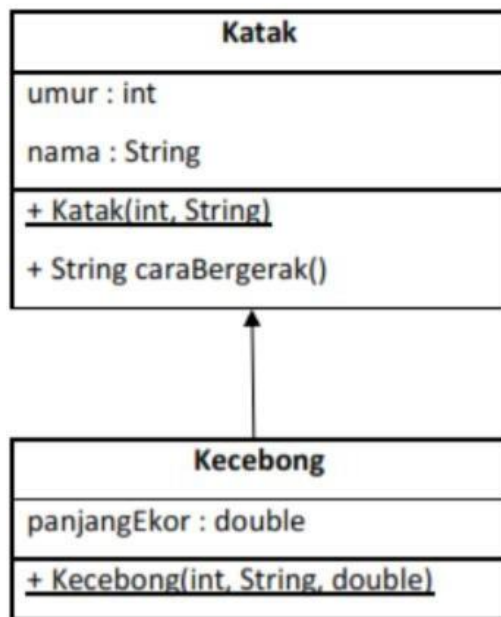 Katak
umur : int
nama : String
+ Katak(int, String)
+ String caraBergerak()
Kecebong
panjangEkor : double
+ Kecebong(int, String, double)